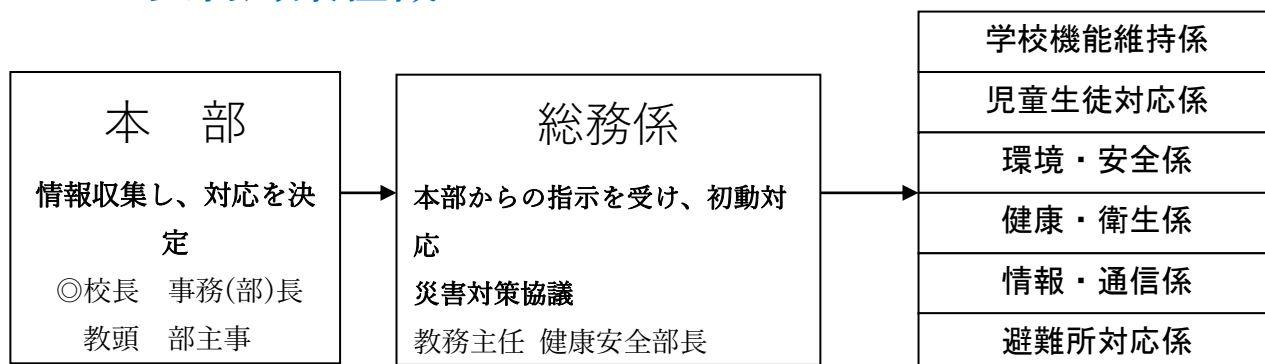 本　部
情報収集し、対応を決
定
◎校長　事務(部)長
教頭　部主事
総務係
本部からの指示を受け、初動対
応
災害対策協議
教務主任 健康安全部長
学校機能維持係
児童生徒対応係
環境・安全係
健康・衛生係
情報・通信係
避難所対応係